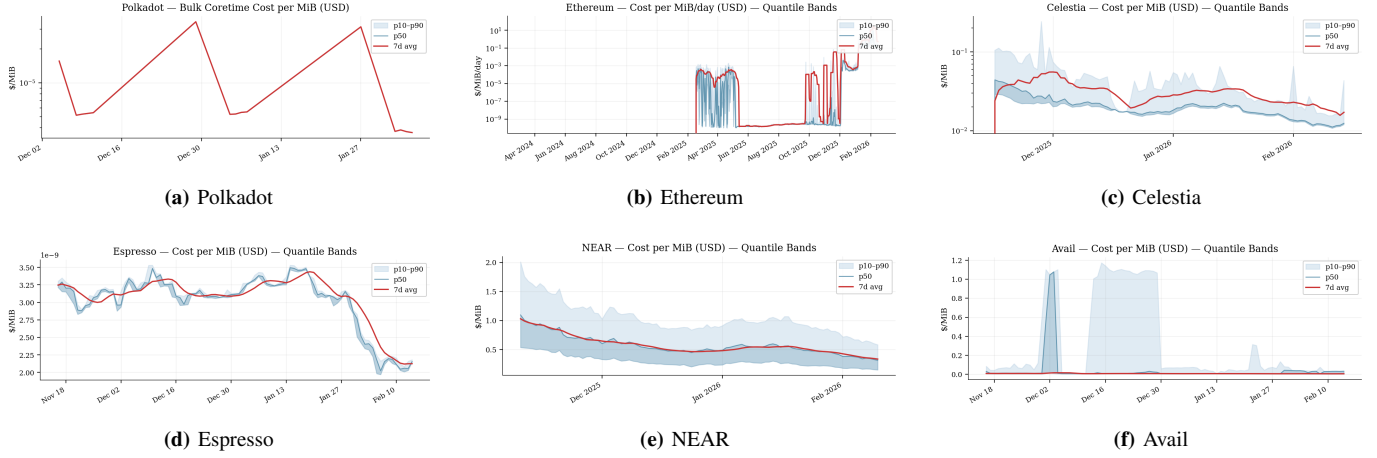 Polkadot — Bulk Coretime Cost per MiB (USD)
$/MiB
10⁻⁵
p10–p90
p50
7d avg
Dec 02
Dec 16
Dec 30
Jan 13
Jan 27
(a) Polkadot
Ethereum — Cost per MiB/day (USD) — Quantile Bands
$/MiB/day
10¹
10⁻¹
10⁻³
10⁻⁵
10⁻⁷
10⁻⁹
p10–p90
p50
7d avg
Apr 2024
Jun 2024
Aug 2024
Oct 2024
Dec 2024
Feb 2025
Apr 2025
Jun 2025
Aug 2025
Oct 2025
Dec 2025
Feb 2026
(b) Ethereum
Celestia — Cost per MiB (USD) — Quantile Bands
$/MiB
10⁻¹
10⁻²
p10–p90
p50
7d avg
Dec 2025
Jan 2026
Feb 2026
(c) Celestia
Espresso — Cost per MiB (USD) — Quantile Bands
1e−9
$/MiB
3.50
3.25
3.00
2.75
2.50
2.25
2.00
p10–p90
p50
7d avg
Nov 18
Dec 02
Dec 16
Dec 30
Jan 13
Jan 27
Feb 10
(d) Espresso
NEAR — Cost per MiB (USD) — Quantile Bands
$/MiB
2.0
1.5
1.0
0.5
p10–p90
p50
7d avg
Dec 2025
Jan 2026
Feb 2026
(e) NEAR
Avail — Cost per MiB (USD) — Quantile Bands
$/MiB
1.2
1.0
0.8
0.6
0.4
0.2
0.0
p10–p90
p50
7d avg
Nov 18
Dec 02
Dec 16
Dec 30
Jan 13
Jan 27
Feb 10
(f) Avail